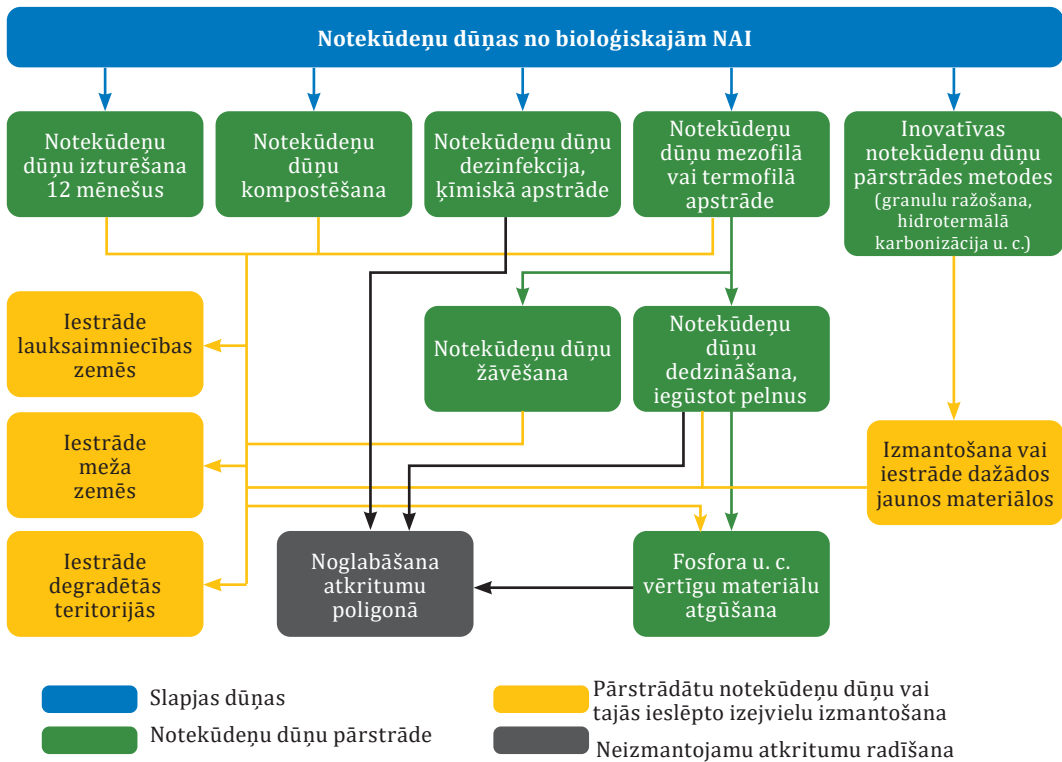 Notekūdeņu dūņas no bioloģiskajām NAI
Notekūdeņu
dūņu izturēšana
12 mēnešus
Notekūdeņu
dūņu
kompostēšana
Notekūdeņu dūņu
dezinfekcija,
ķīmiskā apstrāde
Notekūdeņu
dūņu mezofilā
vai termofilā
apstrāde
Inovatīvas
notekūdeņu dūņu
pārstrādes metodes
(granulu ražošana,
hidrotermālā
karbonizācija u. c.)
Iestrāde
lauksaimniecības
zemēs
Notekūdeņu dūņu
žāvēšana
Notekūdeņu
dūņu
dedzināšana,
iegūstot pelnus
Iestrāde
meža
zemēs
Izmantošana vai
iestrāde dažādos
jaunos materiālos
Iestrāde
degradētās
teritorijās
Noglabāšana
atkritumu
poligonā
Fosfora u. c.
vērtīgu materiālu
atgūšana
Slapjas dūņas
Notekūdeņu dūņu pārstrāde
Pārstrādātu notekūdeņu dūņu vai
tajās ieslēpto izejvielu izmantošana
Neizmantojamu atkritumu radīšana